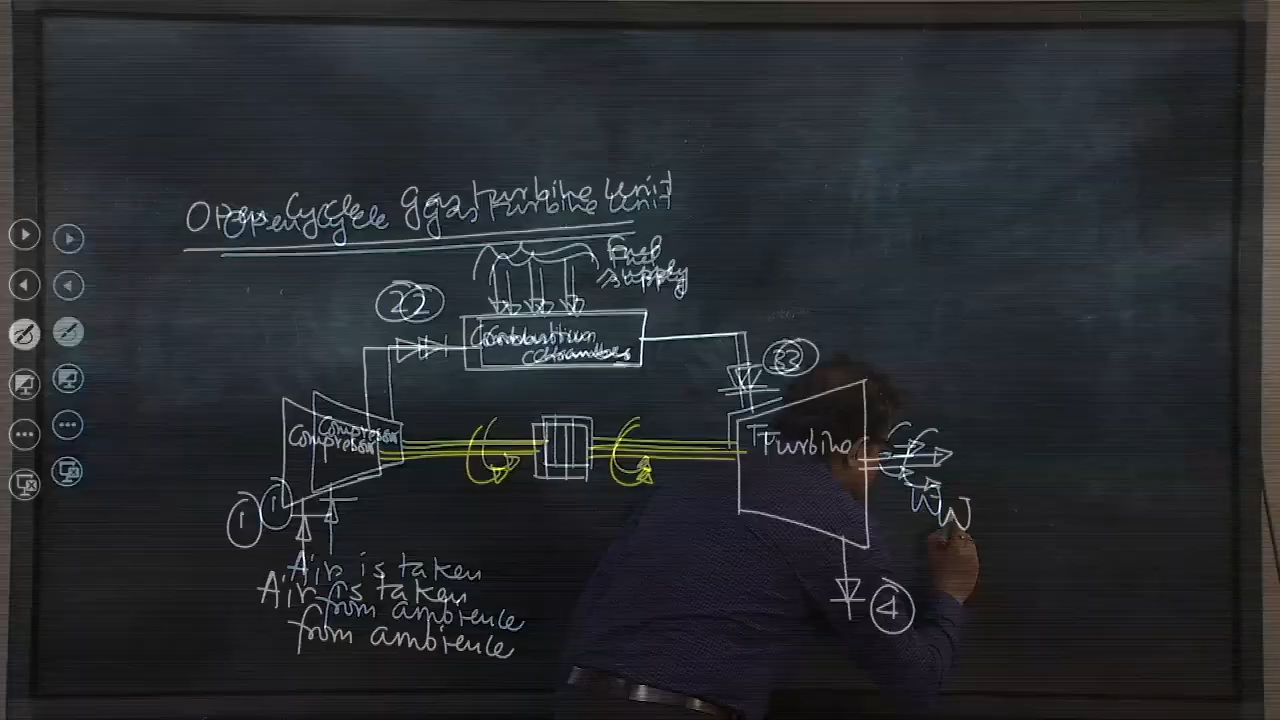 Open Cycle gas turbine unit
Fuel
supply
2
Combustion
Chamber
3
Compressor
Turbine
1
W
Air is taken
from ambience
4